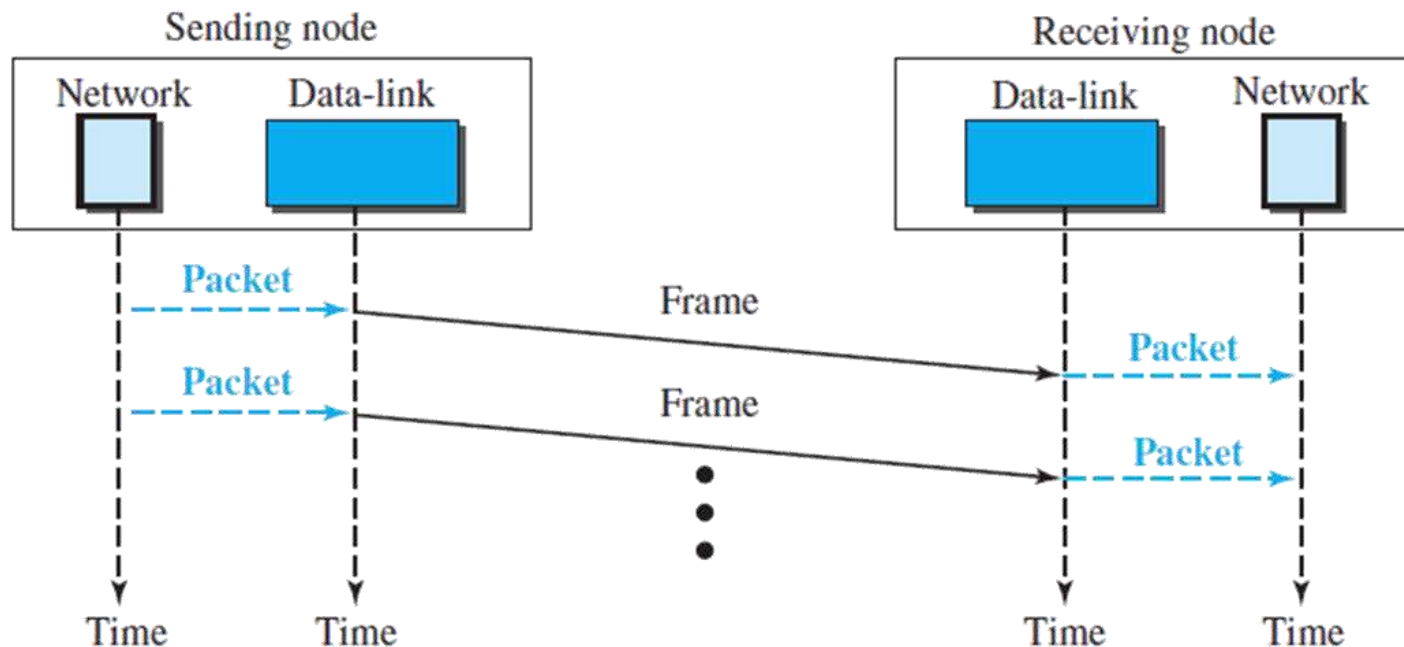 Sending node
Receiving node
Network
Data-link
Data-link
Network
Packet
Frame
Packet
Packet
Frame
Packet
Time
Time
Time
Time